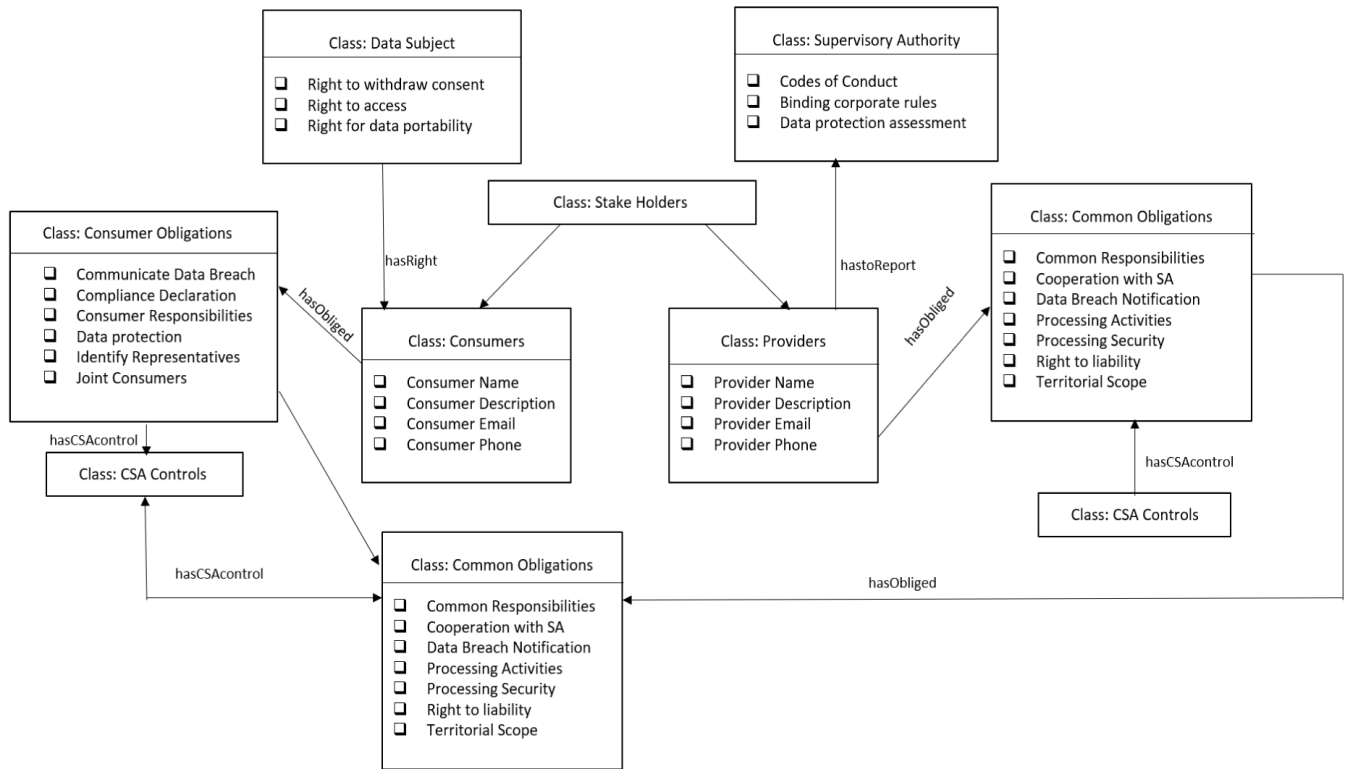 Class: Data Subject
Right to withdraw consent
Right to access
Right for data portability
Class: Supervisory Authority
Codes of Conduct
Binding corporate rules
Data protection assessment
Class: Stake Holders
Class: Consumer Obligations
Communicate Data Breach
Compliance Declaration
Consumer Responsibilities
Data protection
Identify Representatives
Joint Consumers
hasRight
hastoReport
hasObliged
hasObliged
Class: Consumers
Consumer Name
Consumer Description
Consumer Email
Consumer Phone
Class: Providers
Provider Name
Provider Description
Provider Email
Provider Phone
Class: Common Obligations
Common Responsibilities
Cooperation with SA
Data Breach Notification
Processing Activities
Processing Security
Right to liability
Territorial Scope
hasCSAcontrol
Class: CSA Controls
hasCSAcontrol
Class: CSA Controls
hasCSAcontrol
hasObliged
Class: Common Obligations
Common Responsibilities
Cooperation with SA
Data Breach Notification
Processing Activities
Processing Security
Right to liability
Territorial Scope